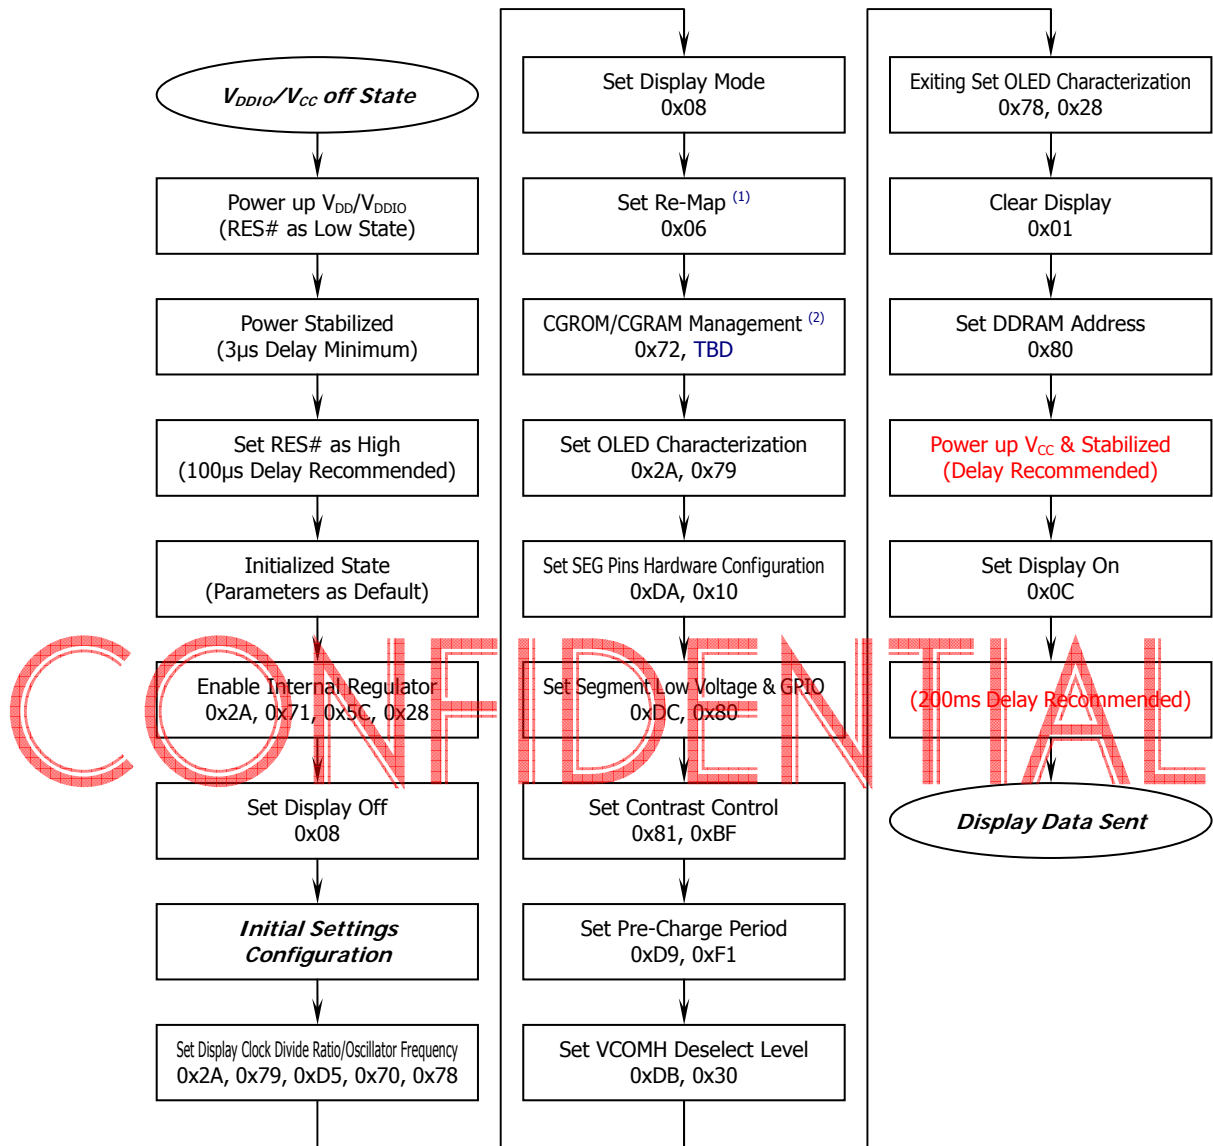 V_DDIO/V_CC off State
Power up V_DD/V_DDIO
(RES# as Low State)
Power Stabilized
(3µs Delay Minimum)
Set RES# as High
(100µs Delay Recommended)
Initialized State
(Parameters as Default)
Enable Internal Regulator
0x2A, 0x71, 0x5C, 0x28
Set Display Off
0x08
Initial Settings
Configuration
Set Display Clock Divide Ratio/Oscillator Frequency
0x2A, 0x79, 0xD5, 0x70, 0x78
Set Display Mode
0x08
Set Re-Map (1)
0x06
CGROM/CGRAM Management (2)
0x72, TBD
Set OLED Characterization
0x2A, 0x79
Set SEG Pins Hardware Configuration
0xDA, 0x10
Set Segment Low Voltage & GPIO
0xDC, 0x80
Set Contrast Control
0x81, 0xBF
Set Pre-Charge Period
0xD9, 0xF1
Set VCOMH Deselect Level
0xDB, 0x30
Exiting Set OLED Characterization
0x78, 0x28
Clear Display
0x01
Set DDRAM Address
0x80
Power up V_CC & Stabilized
(Delay Recommended)
Set Display On
0x0C
(200ms Delay Recommended)
Display Data Sent
CONFIDENTIAL